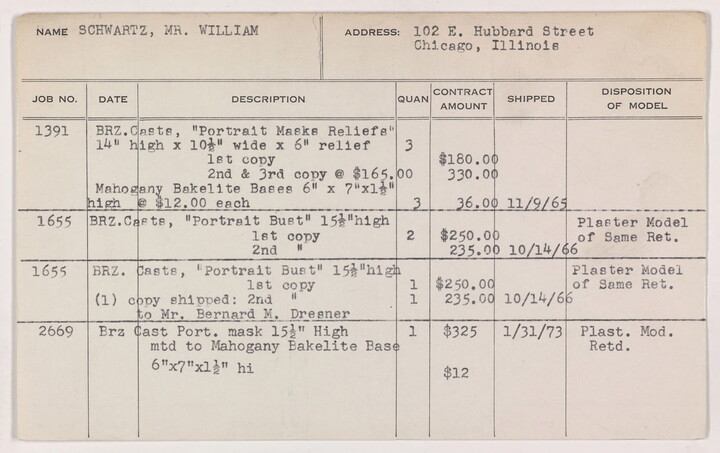 NAME SCHWARTZ, MR. WILLIAM ADDRESS: 102 E. Hubbard Street
Chicago, Illinois
JOB NO. DATE DESCRIPTION QUAN CONTRACT AMOUNT SHIPPED DISPOSITION OF MODEL
1391 BRZ.Casts, "Portrait Masks Reliefs"
14" high x 10½" wide x 6" relief 3
1st copy $180.00
2nd & 3rd copy @ $165.00 330.00
Mahogany Bakelite Bases 6" x 7"x1½"
high @ $12.00 each 3 36.00 11/9/65
1655 BRZ.Casts, "Portrait Bust" 15½"high Plaster Model
1st copy 2 $250.00 of Same Ret.
2nd " 235.00 10/14/66
1655 BRZ. Casts, "Portrait Bust" 15½"high Plaster Model
1st copy 1 $250.00 of Same Ret.
(1) copy shipped: 2nd " 1 235.00 10/14/66
to Mr. Bernard M. Dresner
2669 Brz Cast Port. mask 15½" High 1 $325 1/31/73 Plast. Mod.
mtd to Mahogany Bakelite Base Retd.
6"x7"x1½" hi $12